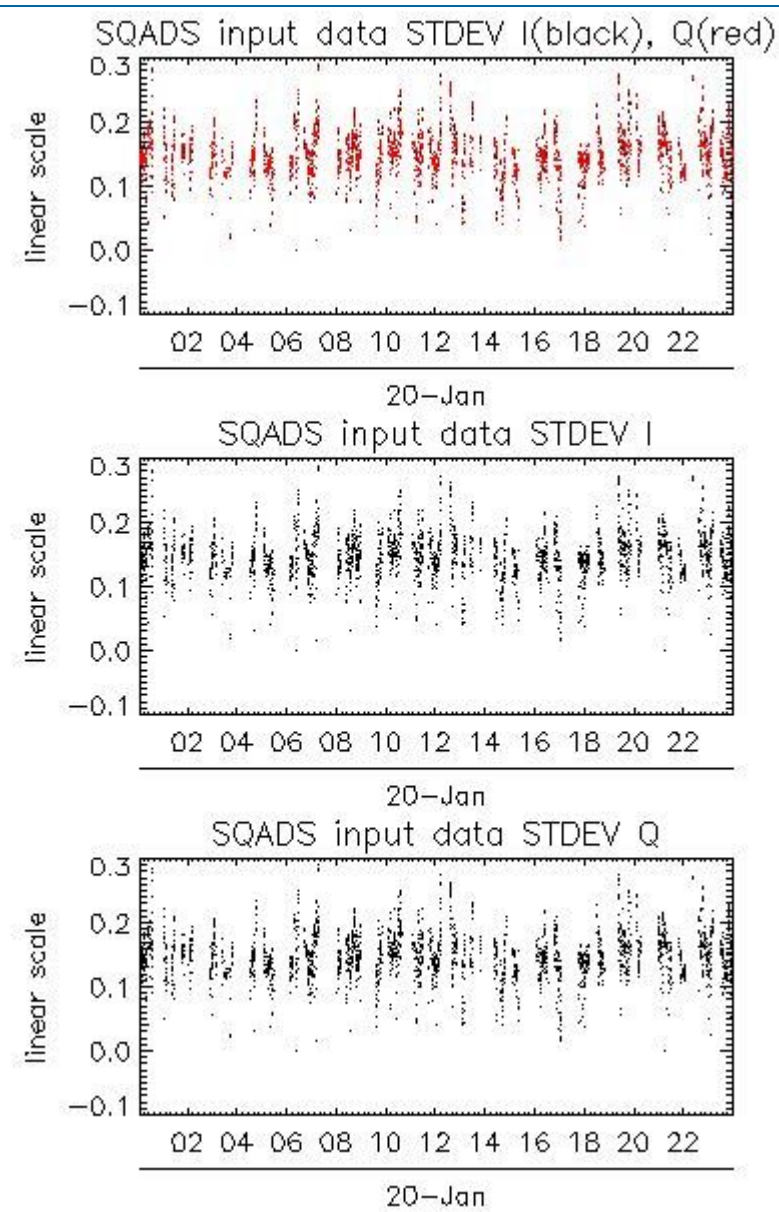 SQADS input data STDEV I(black), Q(red)
0.3
0.2
0.1
0.0
−0.1
linear scale
02 04 06 08 10 12 14 16 18 20 22
20−Jan
SQADS input data STDEV I
0.3
0.2
0.1
0.0
−0.1
linear scale
02 04 06 08 10 12 14 16 18 20 22
20−Jan
SQADS input data STDEV Q
0.3
0.2
0.1
0.0
−0.1
linear scale
02 04 06 08 10 12 14 16 18 20 22
20−Jan